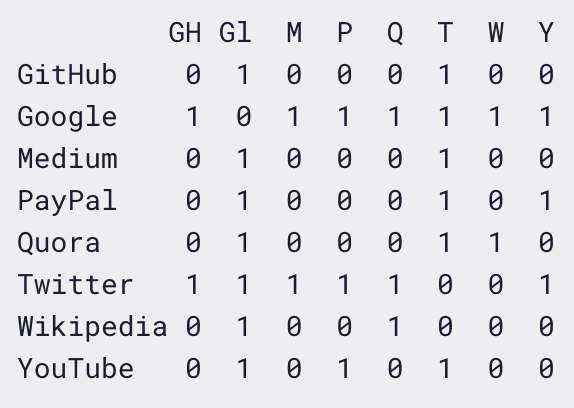 GH Gl M P Q T W Y
GitHub 0 1 0 0 0 1 0 0
Google 1 0 1 1 1 1 1 1
Medium 0 1 0 0 0 1 0 0
PayPal 0 1 0 0 0 1 0 1
Quora 0 1 0 0 0 1 1 0
Twitter 1 1 1 1 1 0 0 1
Wikipedia 0 1 0 0 1 0 0 0
YouTube 0 1 0 1 0 1 0 0